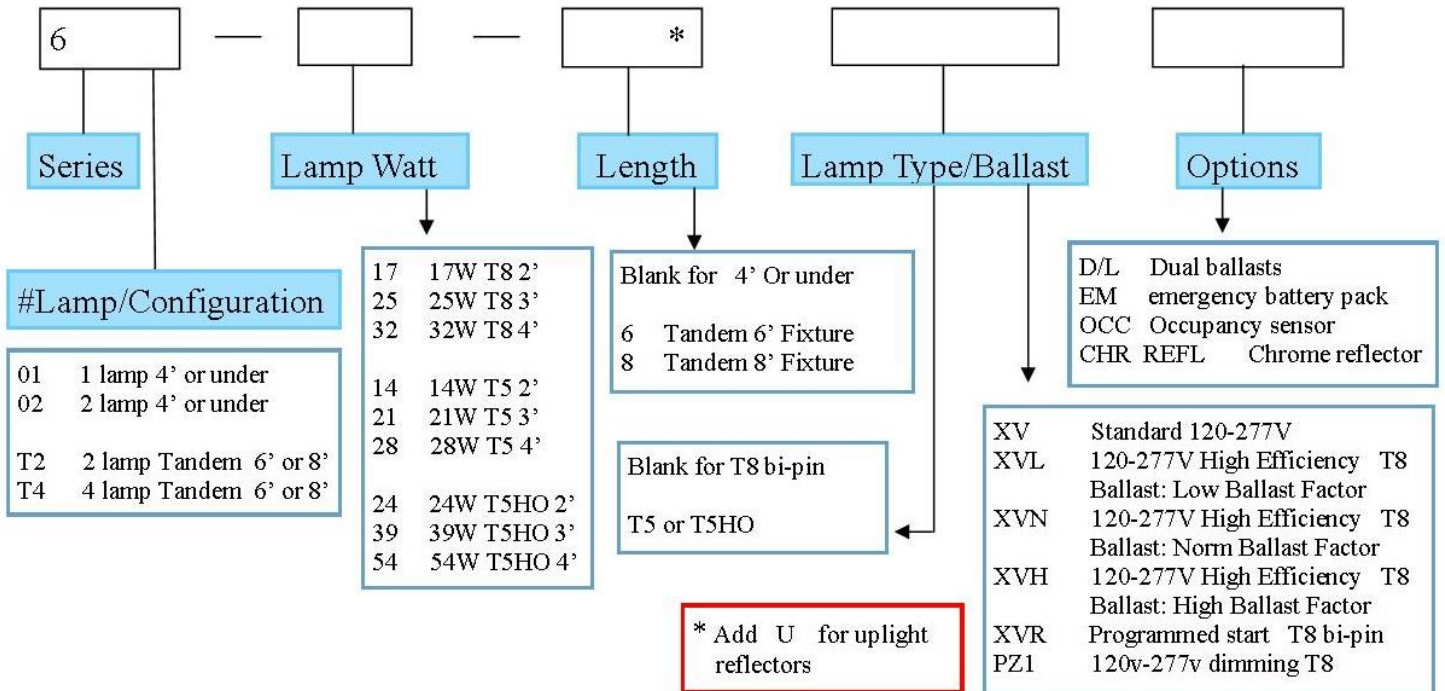 6 — — *
Series
Lamp Watt
Length
Lamp Type/Ballast
Options
#Lamp/Configuration
01 1 lamp 4’ or under
02 2 lamp 4’ or under
T2 2 lamp Tandem 6’ or 8’
T4 4 lamp Tandem 6’ or 8’
17 17W T8 2’
25 25W T8 3’
32 32W T8 4’
14 14W T5 2’
21 21W T5 3’
28 28W T5 4’
24 24W T5HO 2’
39 39W T5HO 3’
54 54W T5HO 4’
Blank for 4’ Or under
6 Tandem 6’ Fixture
8 Tandem 8’ Fixture
Blank for T8 bi-pin
T5 or T5HO
D/L Dual ballasts
EM emergency battery pack
OCC Occupancy sensor
CHR REFL Chrome reflector
XV Standard 120-277V
XVL 120-277V High Efficiency T8
Ballast: Low Ballast Factor
XVN 120-277V High Efficiency T8
Ballast: Norm Ballast Factor
XVH 120-277V High Efficiency T8
Ballast: High Ballast Factor
XVR Programmed start T8 bi-pin
PZ1 120v-277v dimming T8
* Add U for uplight
reflectors